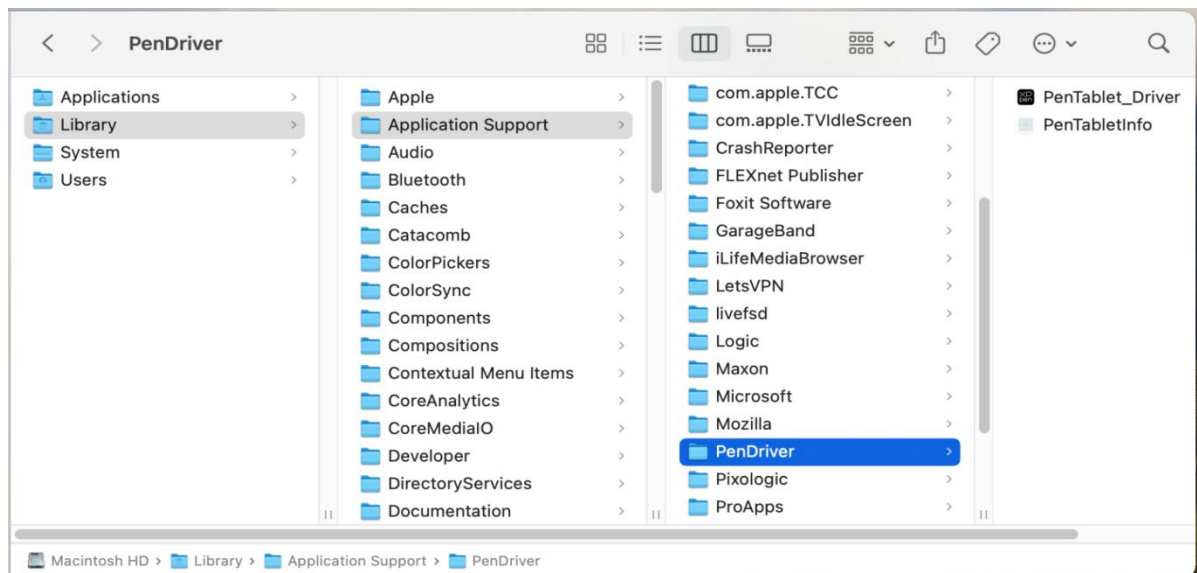 PenDriver
Applications
Library
System
Users
Apple
Application Support
Audio
Bluetooth
Caches
Catacomb
ColorPickers
ColorSync
Components
Compositions
Contextual Menu Items
CoreAnalytics
CoreMediaIO
Developer
DirectoryServices
Documentation
com.apple.TCC
com.apple.TVIdleScreen
CrashReporter
FLEXnet Publisher
Foxit Software
GarageBand
iLifeMediaBrowser
LetsVPN
livefsd
Logic
Maxon
Microsoft
Mozilla
PenDriver
Pixologic
ProApps
XP
pen
PenTablet_Driver
PenTabletInfo
Macintosh HD › Library › Application Support › PenDriver